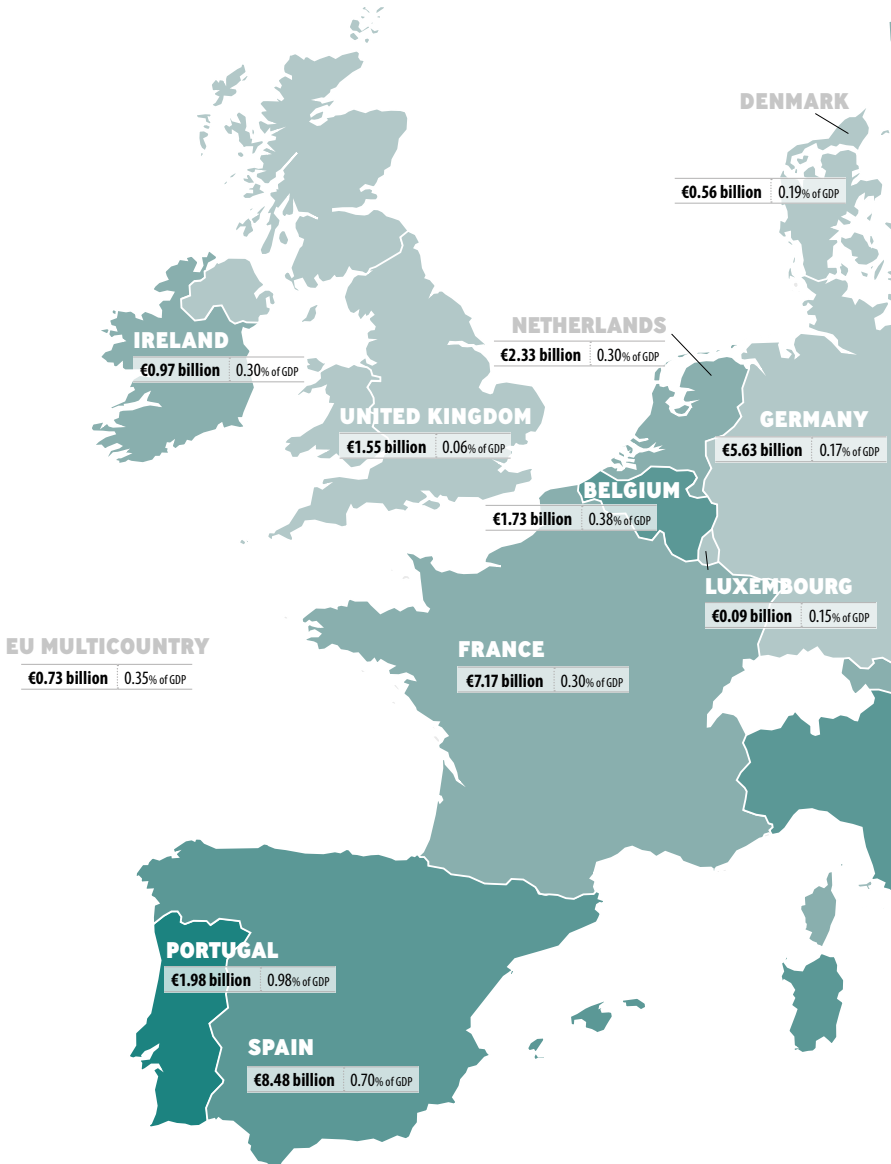 DENMARK
€0.56 billion 0.19% of GDP
NETHERLANDS
€2.33 billion 0.30% of GDP
IRELAND
€0.97 billion 0.30% of GDP
UNITED KINGDOM
€1.55 billion 0.06% of GDP
GERMANY
€5.63 billion 0.17% of GDP
BELGIUM
€1.73 billion 0.38% of GDP
LUXEMBOURG
€0.09 billion 0.15% of GDP
EU MULTICOUNTRY
€0.73 billion 0.35% of GDP
FRANCE
€7.17 billion 0.30% of GDP
PORTUGAL
€1.98 billion 0.98% of GDP
SPAIN
€8.48 billion 0.70% of GDP